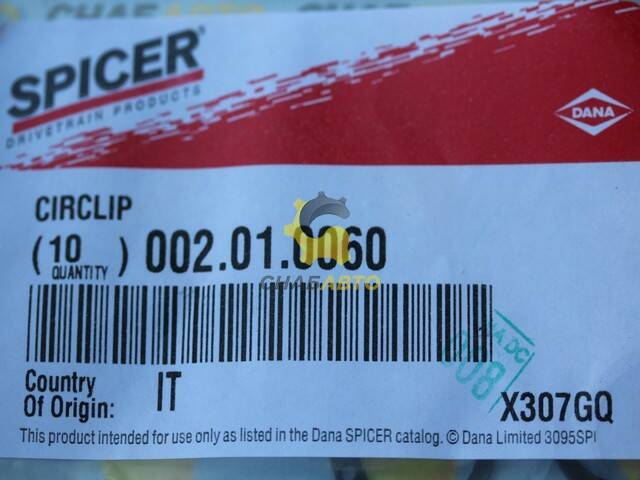 SPICER®
DRIVETRAIN PRODUCTS
DANA
CIRCLIP
(10) 002.01.0060
QUANTITY
СНАБАВТО
Country
Of Origin: IT
008
X307GQ
This product intended for use only as listed in the Dana SPICER catalog. © Dana Limited 3095SPI